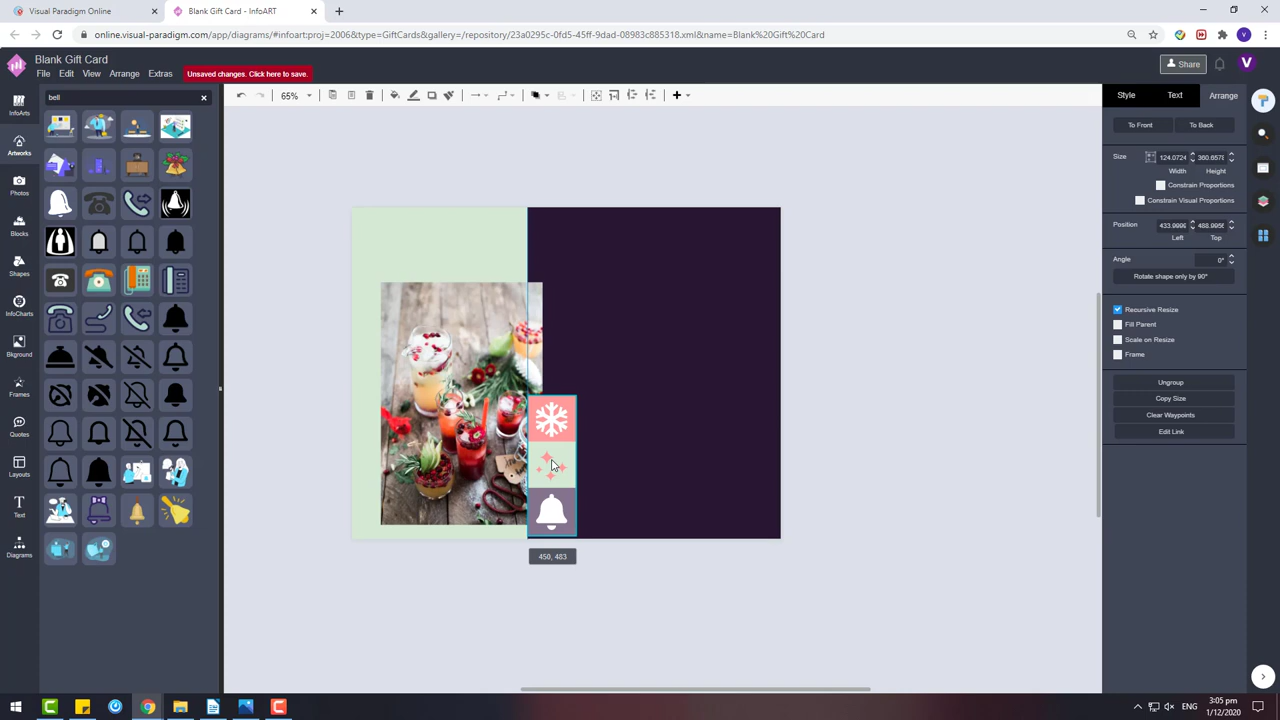 Visual Paradigm Online
Blank Gift Card - InfoART
online.visual-paradigm.com/app/diagrams/#infoart:proj=2006&type=GiftCards&gallery=/repository/23a0295c-0fd5-45ff-9dad-08983c885318.xml&name=Blank%20Gift%20Card
V
Blank Gift Card
File Edit View Arrange Extras
Unsaved changes. Click here to save.
Share
V
bell
65%
InfoArts
Artworks
Photos
Blocks
Shapes
InfoCharts
Bkground
Frames
Quotes
Layouts
Text
Diagrams
450, 483
Style Text Arrange
To Front To Back
Size 124.0724
Width Height
Constrain Proportions
Constrain Visual Proportions
Position
Left Top
Angle 0°
Rotate shape only by 90°
Recursive Resize
Fill Parent
Scale on Resize
Frame
Ungroup
Copy Size
Clear Waypoints
Edit Link
ENG
3:05 pm
1/12/2020